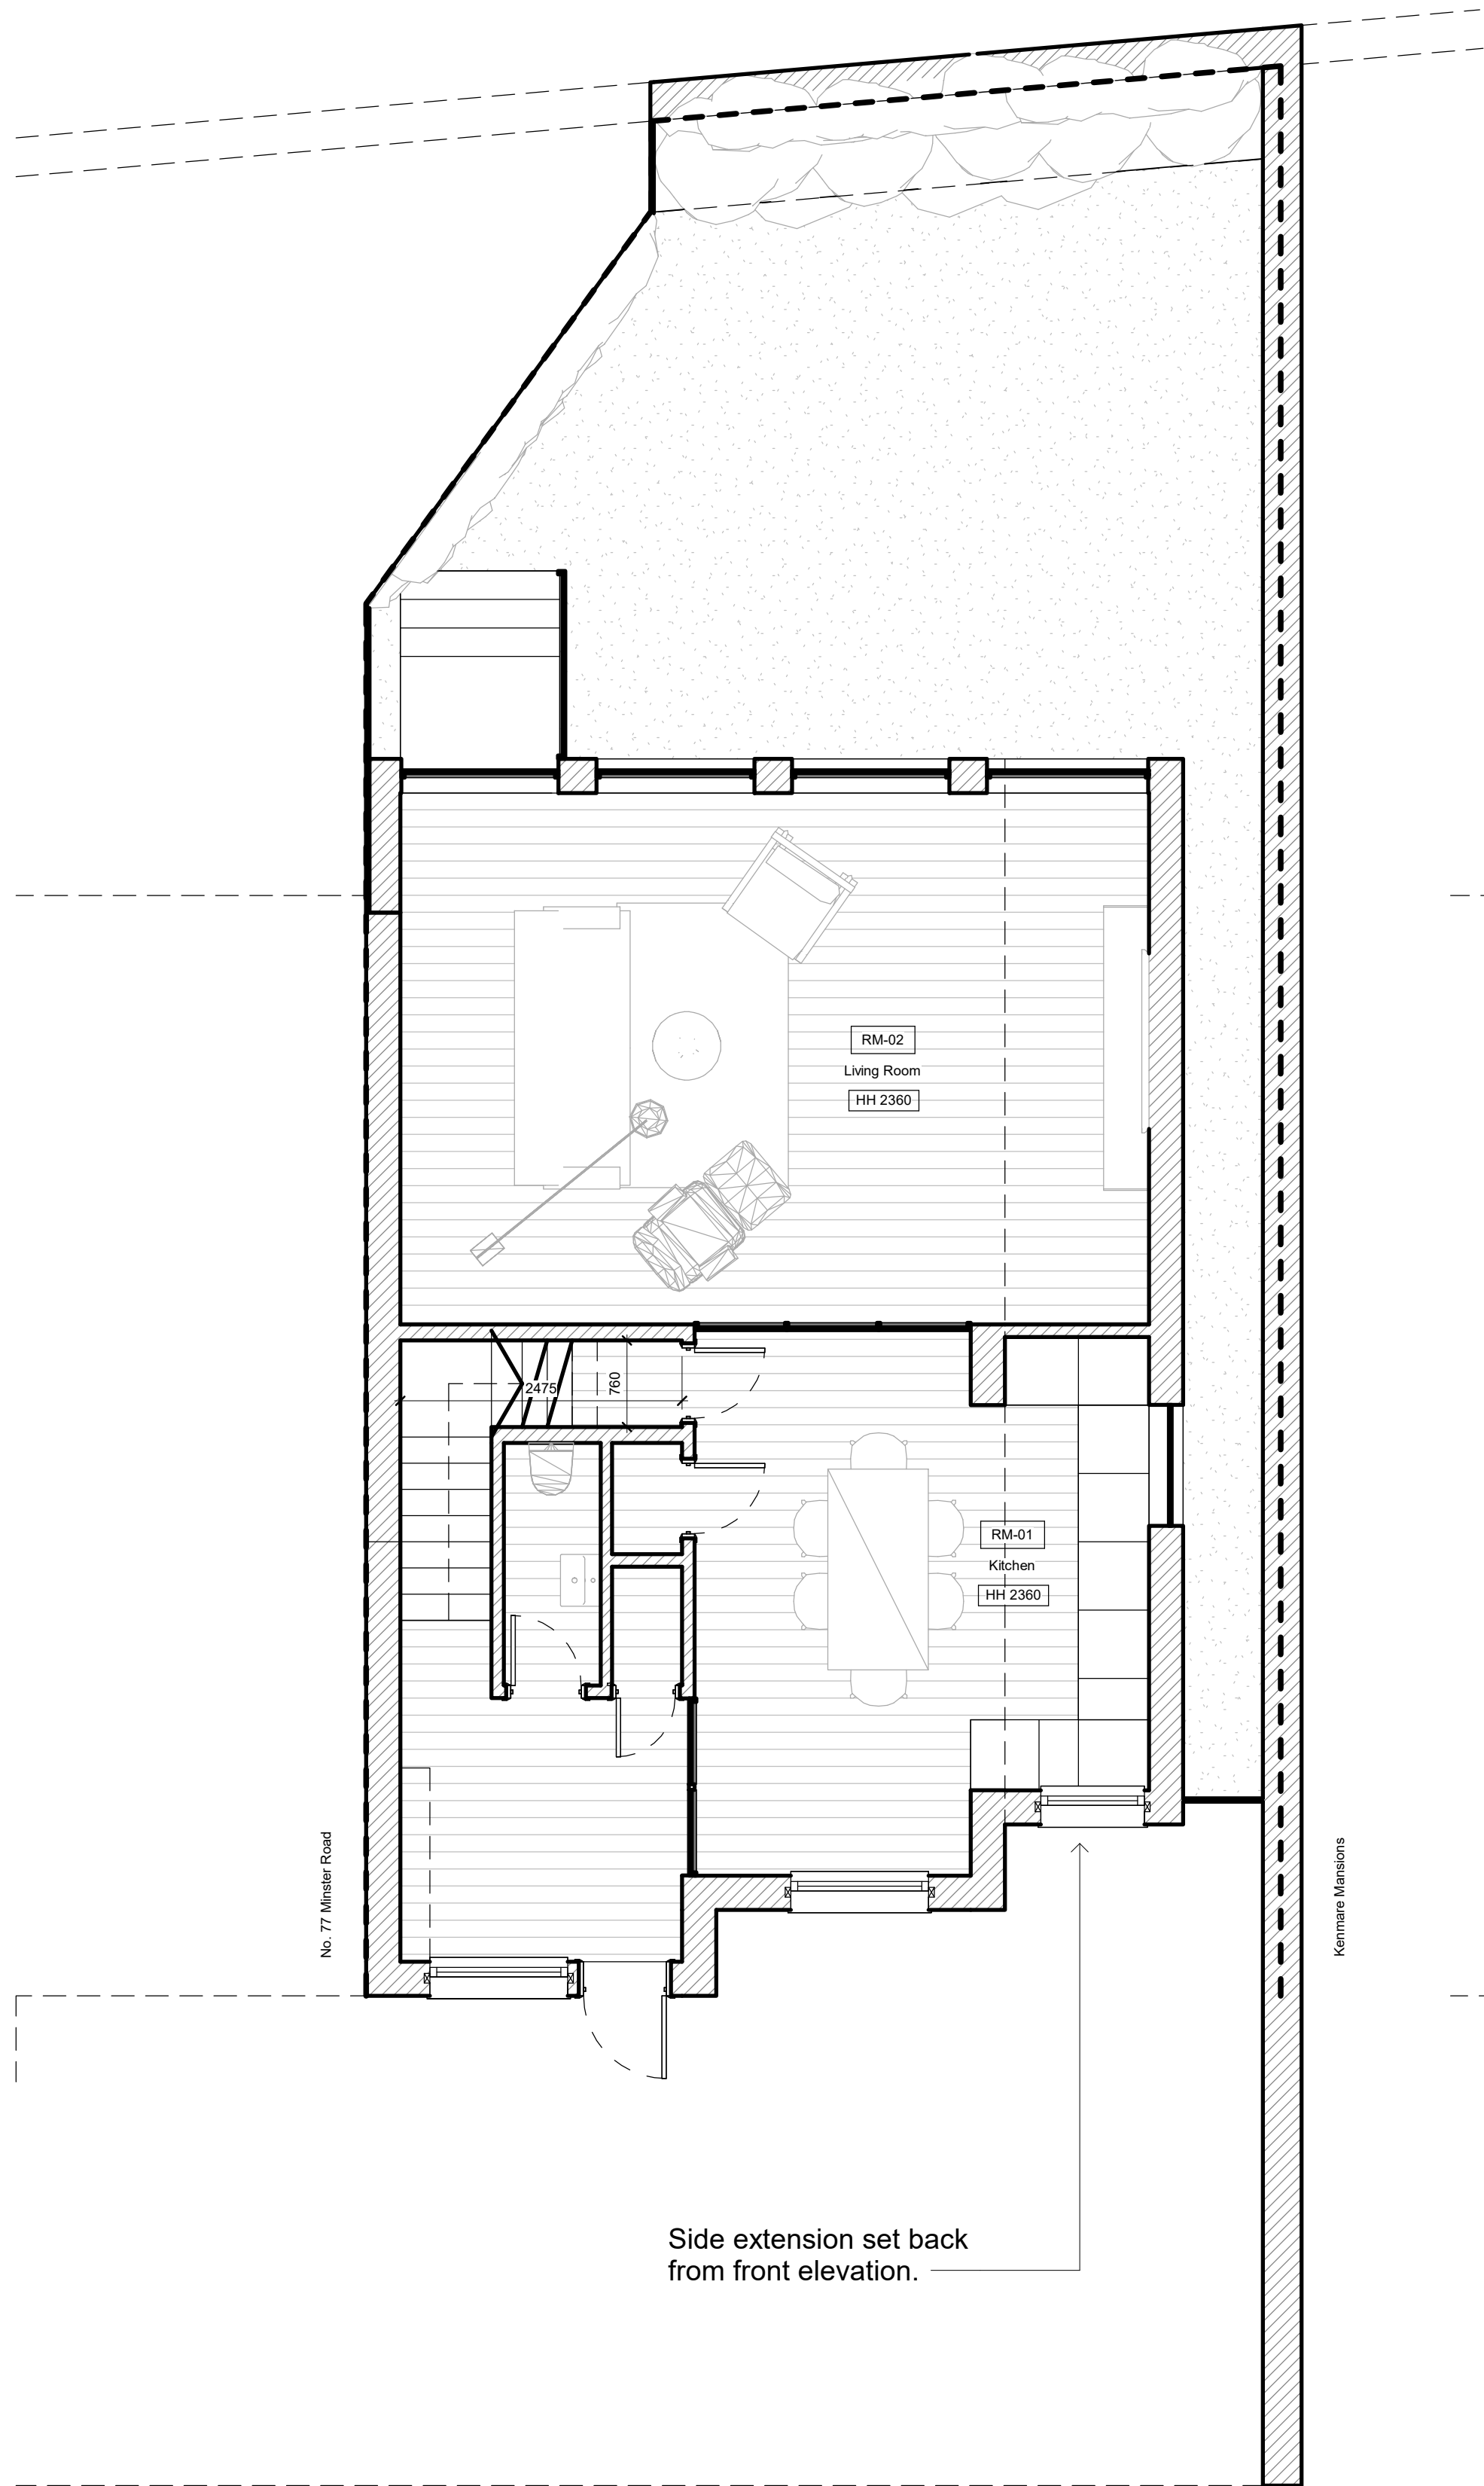 RM-02
Living Room
HH 2360
2475
760
RM-01
Kitchen
HH 2360
No. 77 Minster Road
Kenmare Mansions
Side extension set back
from front elevation.